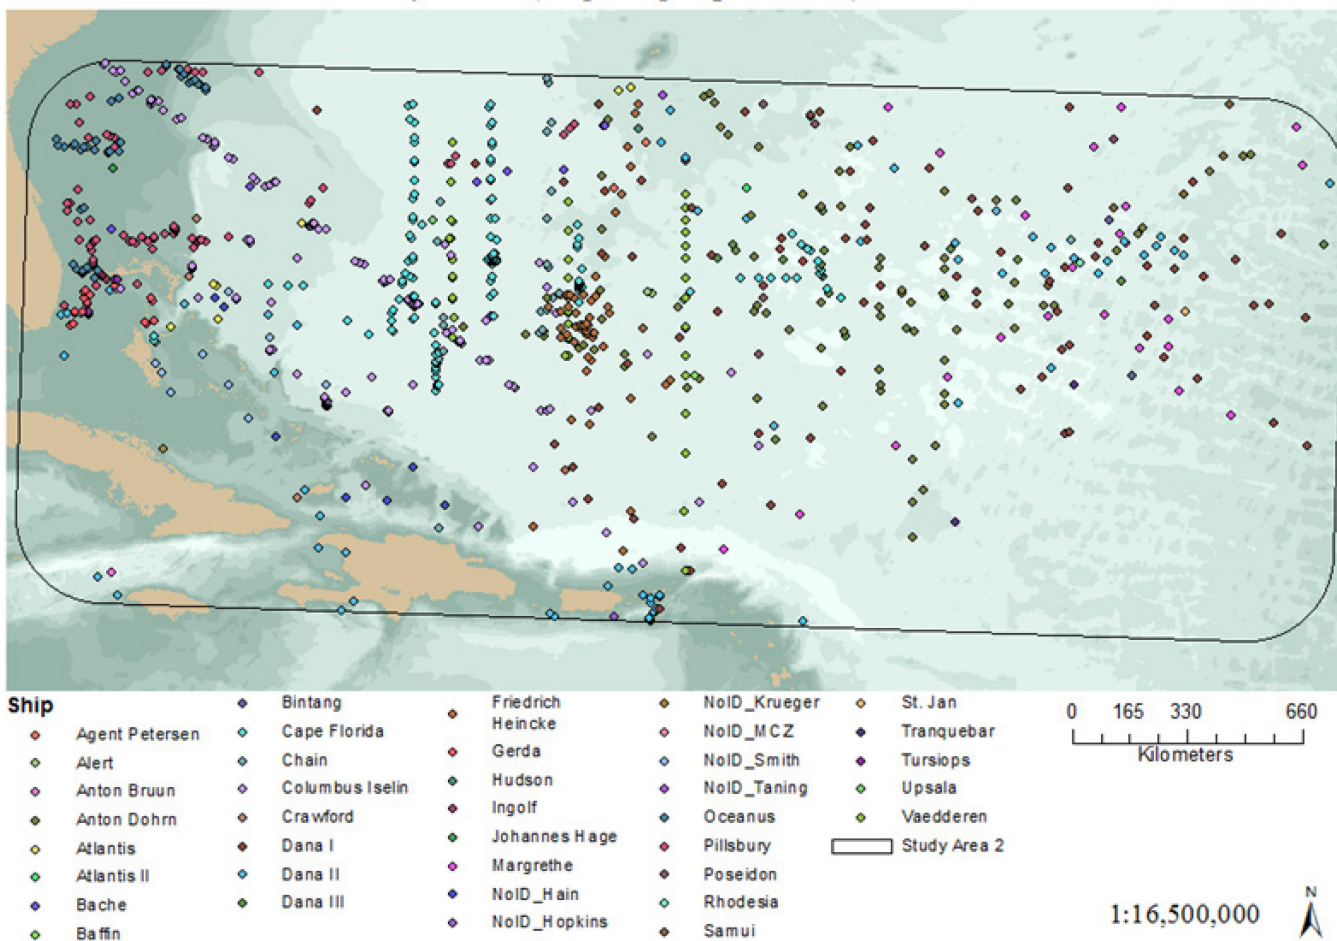 Ship
Agent Petersen
Alert
Anton Bruun
Anton Dohrn
Atlantis
Atlantis II
Bache
Baffin
Bintang
Cape Florida
Chain
Columbus Iselin
Crawford
Dana I
Dana II
Dana III
Friedrich
Heincke
Gerda
Hudson
Ingolf
Johannes Hage
Margrethe
NoID_Hain
NoID_Hopkins
NoID_Krueger
NoID_MCZ
NoID_Smith
NoID_Taning
Oceanus
Pillsbury
Poseidon
Rhodesia
Samui
St. Jan
Tranquebar
Tursiops
Upsala
Vaedderen
Study Area 2
0 165 330 660
Kilometers
1:16,500,000
N